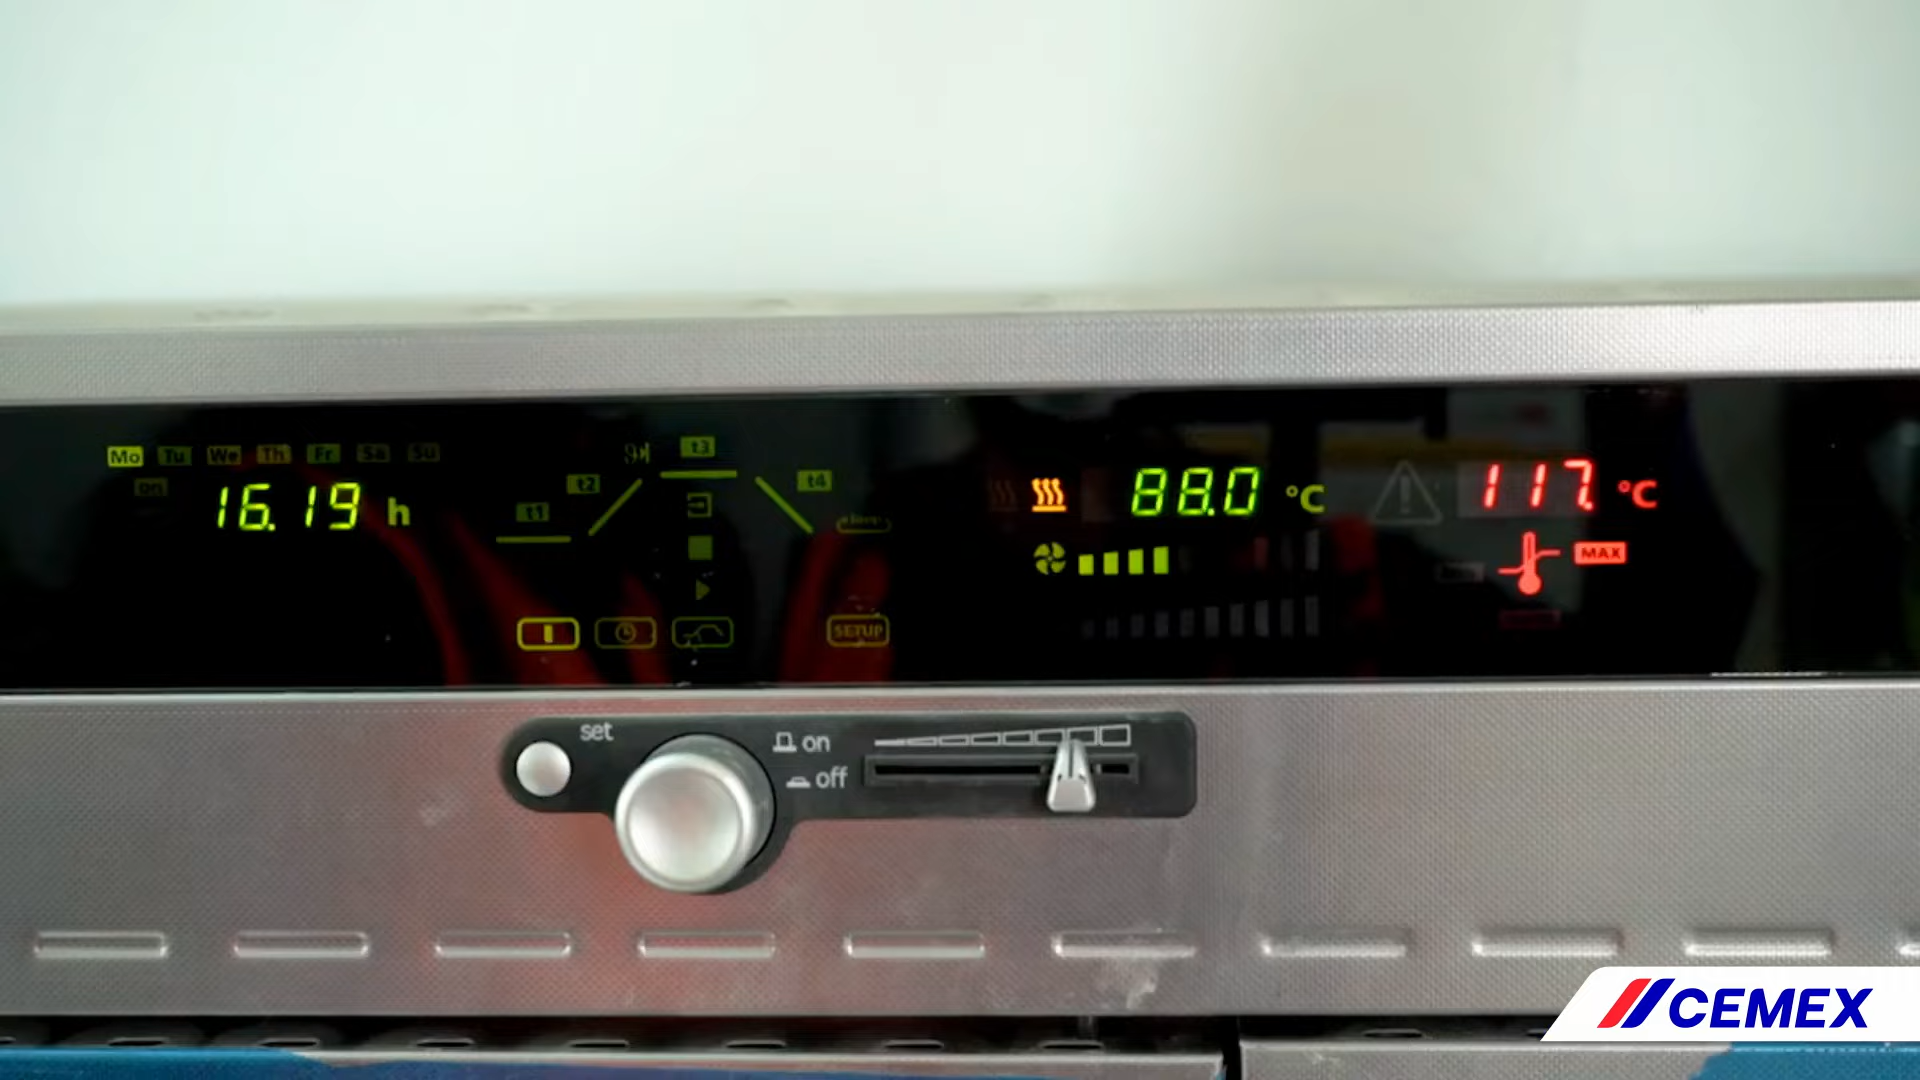 Mo Tu We Th Fr Sa Su
on
16.19 h
t1
t2
t3
t4
SETUP
88.0 °C
117. °C
MAX
set
on
off
CEMEX